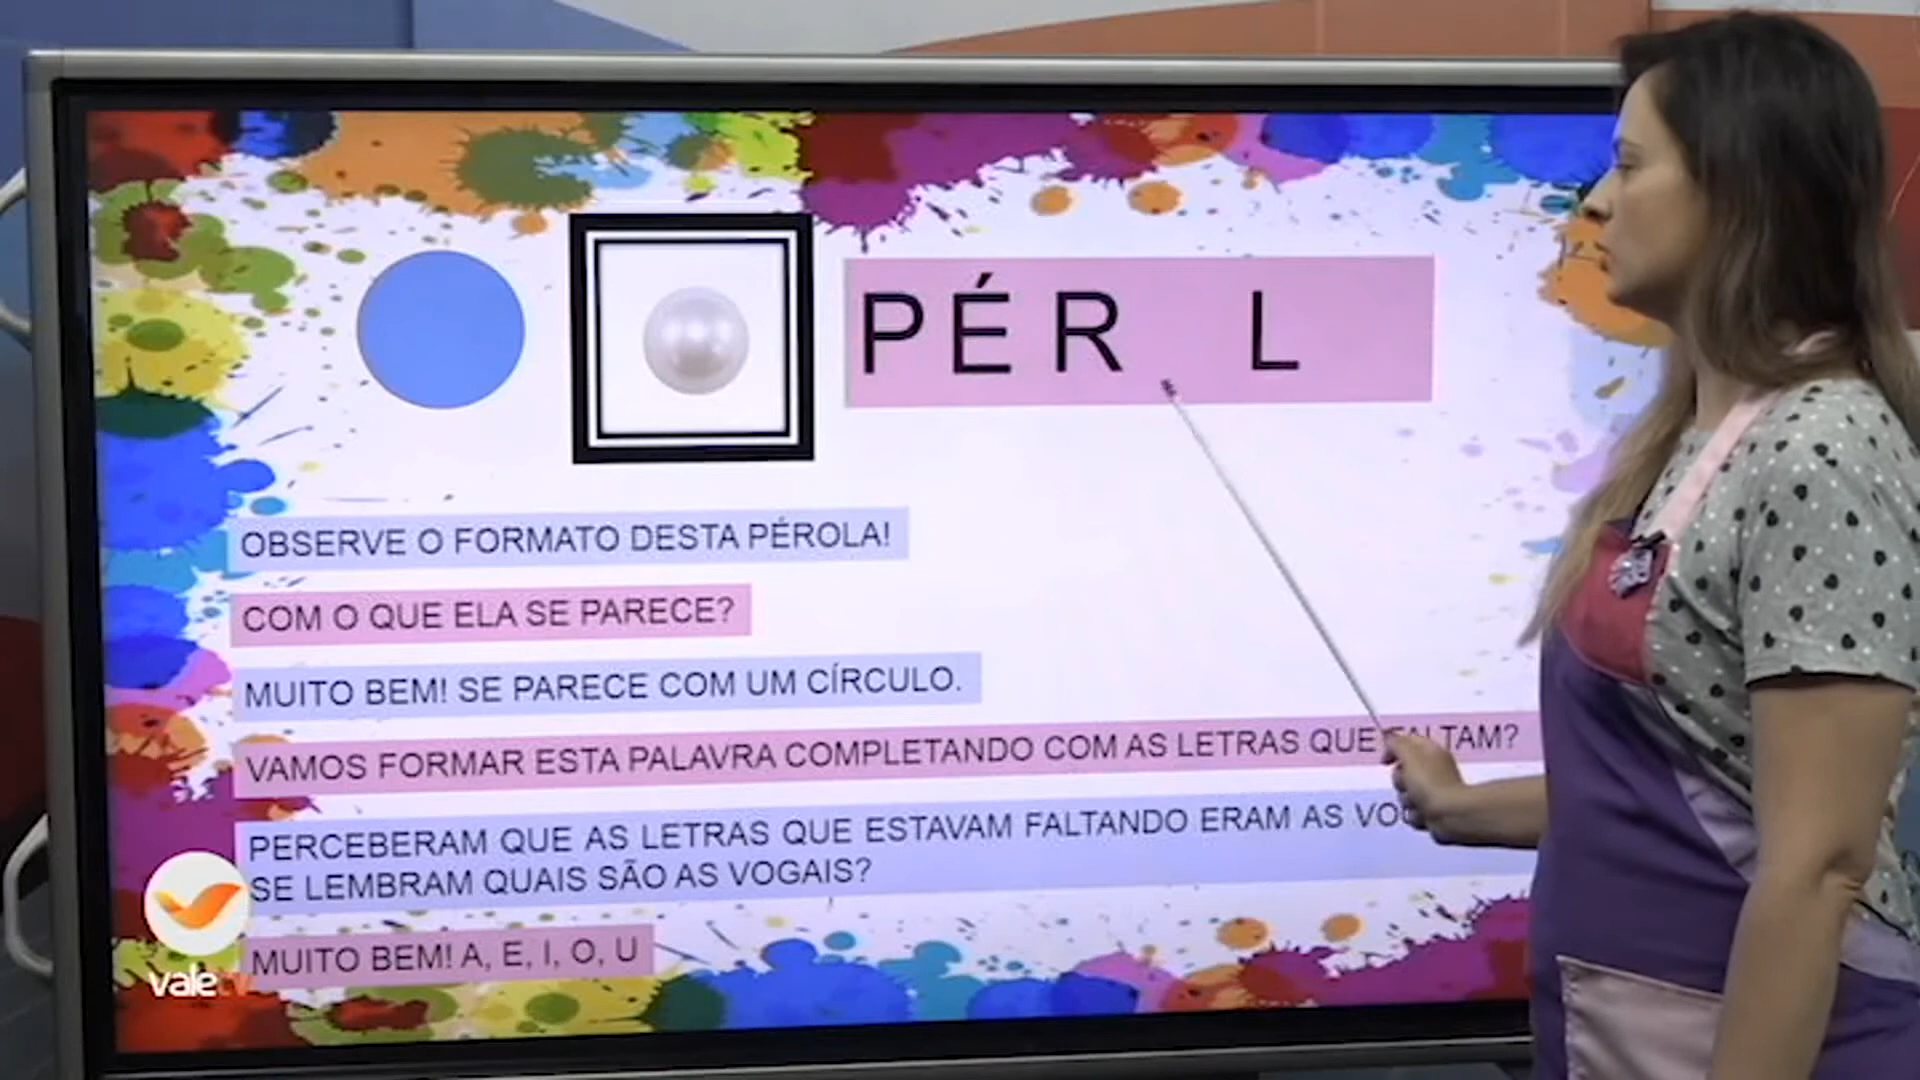 PÉR L
OBSERVE O FORMATO DESTA PÉROLA!
COM O QUE ELA SE PARECE?
MUITO BEM! SE PARECE COM UM CÍRCULO.
VAMOS FORMAR ESTA PALAVRA COMPLETANDO COM AS LETRAS QUE FALTAM?
PERCEBERAM QUE AS LETRAS QUE ESTAVAM FALTANDO ERAM AS
SE LEMBRAM QUAIS SÃO AS VOGAIS?
MUITO BEM! A, E, I, O, U
valetv